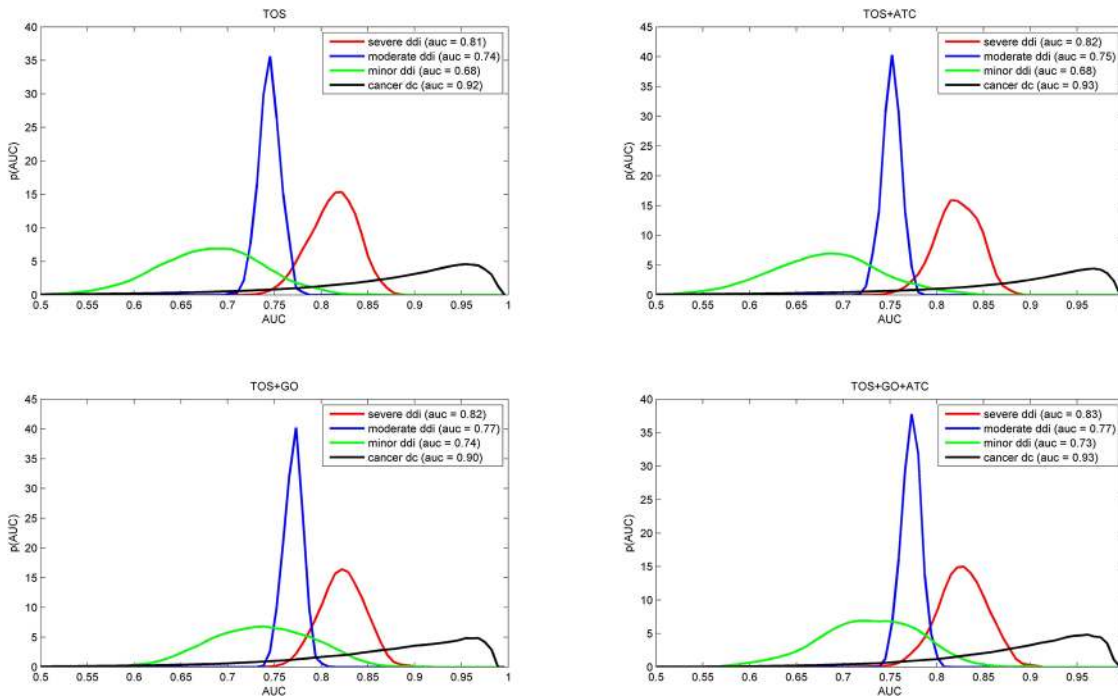 TOS
40
35
30
25
20
15
10
5
0
p(AUC)
severe ddi (auc = 0.81)
moderate ddi (auc = 0.74)
minor ddi (auc = 0.68)
cancer dc (auc = 0.92)
0.5 0.55 0.6 0.65 0.7 0.75 0.8 0.85 0.9 0.95 1
AUC
TOS+ATC
45
40
35
30
25
20
15
10
5
0
p(AUC)
severe ddi (auc = 0.82)
moderate ddi (auc = 0.75)
minor ddi (auc = 0.68)
cancer dc (auc = 0.93)
0.5 0.55 0.6 0.65 0.7 0.75 0.8 0.85 0.9 0.95
AUC
TOS+GO
45
40
35
30
25
20
15
10
5
0
p(AUC)
severe ddi (auc = 0.82)
moderate ddi (auc = 0.77)
minor ddi (auc = 0.74)
cancer dc (auc = 0.90)
0.5 0.55 0.6 0.65 0.7 0.75 0.8 0.85 0.9 0.95 1
AUC
TOS+GO+ATC
40
35
30
25
20
15
10
5
0
p(AUC)
severe ddi (auc = 0.83)
moderate ddi (auc = 0.77)
minor ddi (auc = 0.73)
cancer dc (auc = 0.93)
0.5 0.55 0.6 0.65 0.7 0.75 0.8 0.85 0.9 0.95
AUC